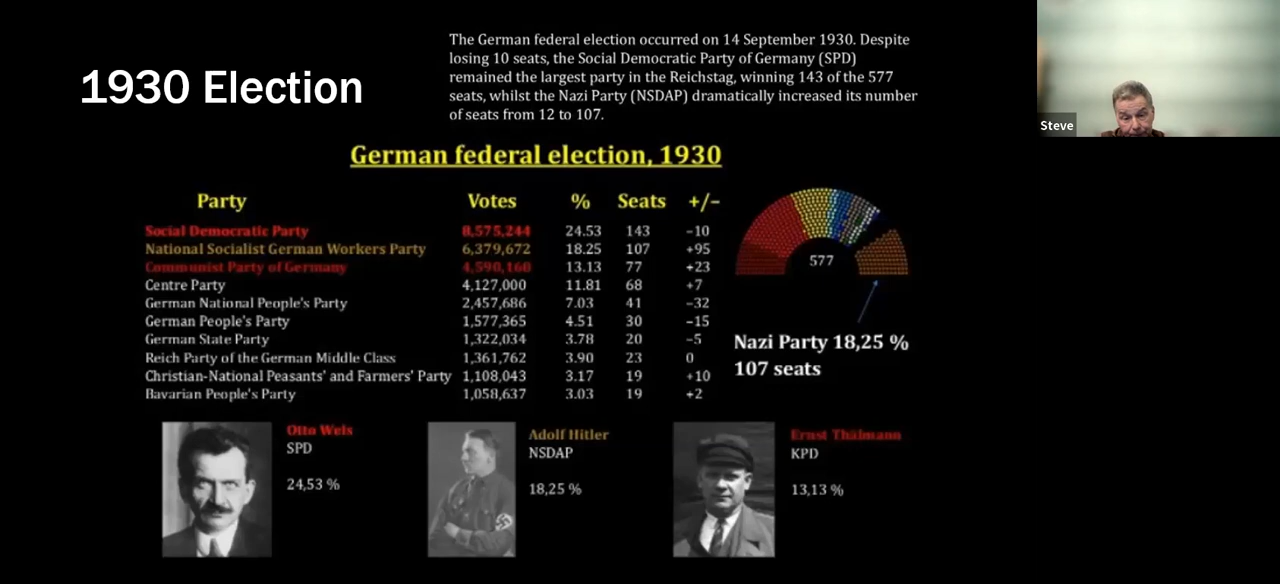 1930 Election
The German federal election occurred on 14 September 1930. Despite
losing 10 seats, the Social Democratic Party of Germany (SPD)
remained the largest party in the Reichstag, winning 143 of the 577
seats, whilst the Nazi Party (NSDAP) dramatically increased its number
of seats from 12 to 107.
Steve
German federal election, 1930
Party Votes % Seats +/−
Social Democratic Party 8,575,244 24.53 143 −10
National Socialist German Workers Party 6,379,672 18.25 107 +95
Communist Party of Germany 4,590,160 13.13 77 +23
Centre Party 4,127,000 11.81 68 +7
German National People's Party 2,457,686 7.03 41 −32
German People's Party 1,577,365 4.51 30 −15
German State Party 1,322,034 3.78 20 −5
Reich Party of the German Middle Class 1,361,762 3.90 23 0
Christian-National Peasants' and Farmers' Party 1,108,043 3.17 19 +10
Bavarian People's Party 1,058,637 3.03 19 +2
577
Nazi Party 18,25 %
107 seats
Otto Wels
SPD
24,53 %
Adolf Hitler
NSDAP
18,25 %
Ernst Thälmann
KPD
13,13 %